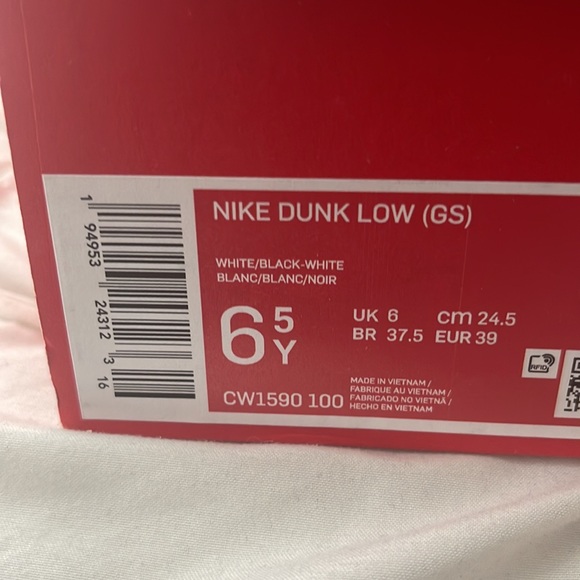 NIKE DUNK LOW (GS)
WHITE/BLACK-WHITE
BLANC/BLANC/NOIR
6 5 Y
UK 6 cm 24.5
BR 37.5 EUR 39
CW1590 100
MADE IN VIETNAM /
FABRIQUE AU VIETNAM /
FABRICADO NO VIETNÃ /
HECHO EN VIETNAM
RFID
1 94953 24312 3 16